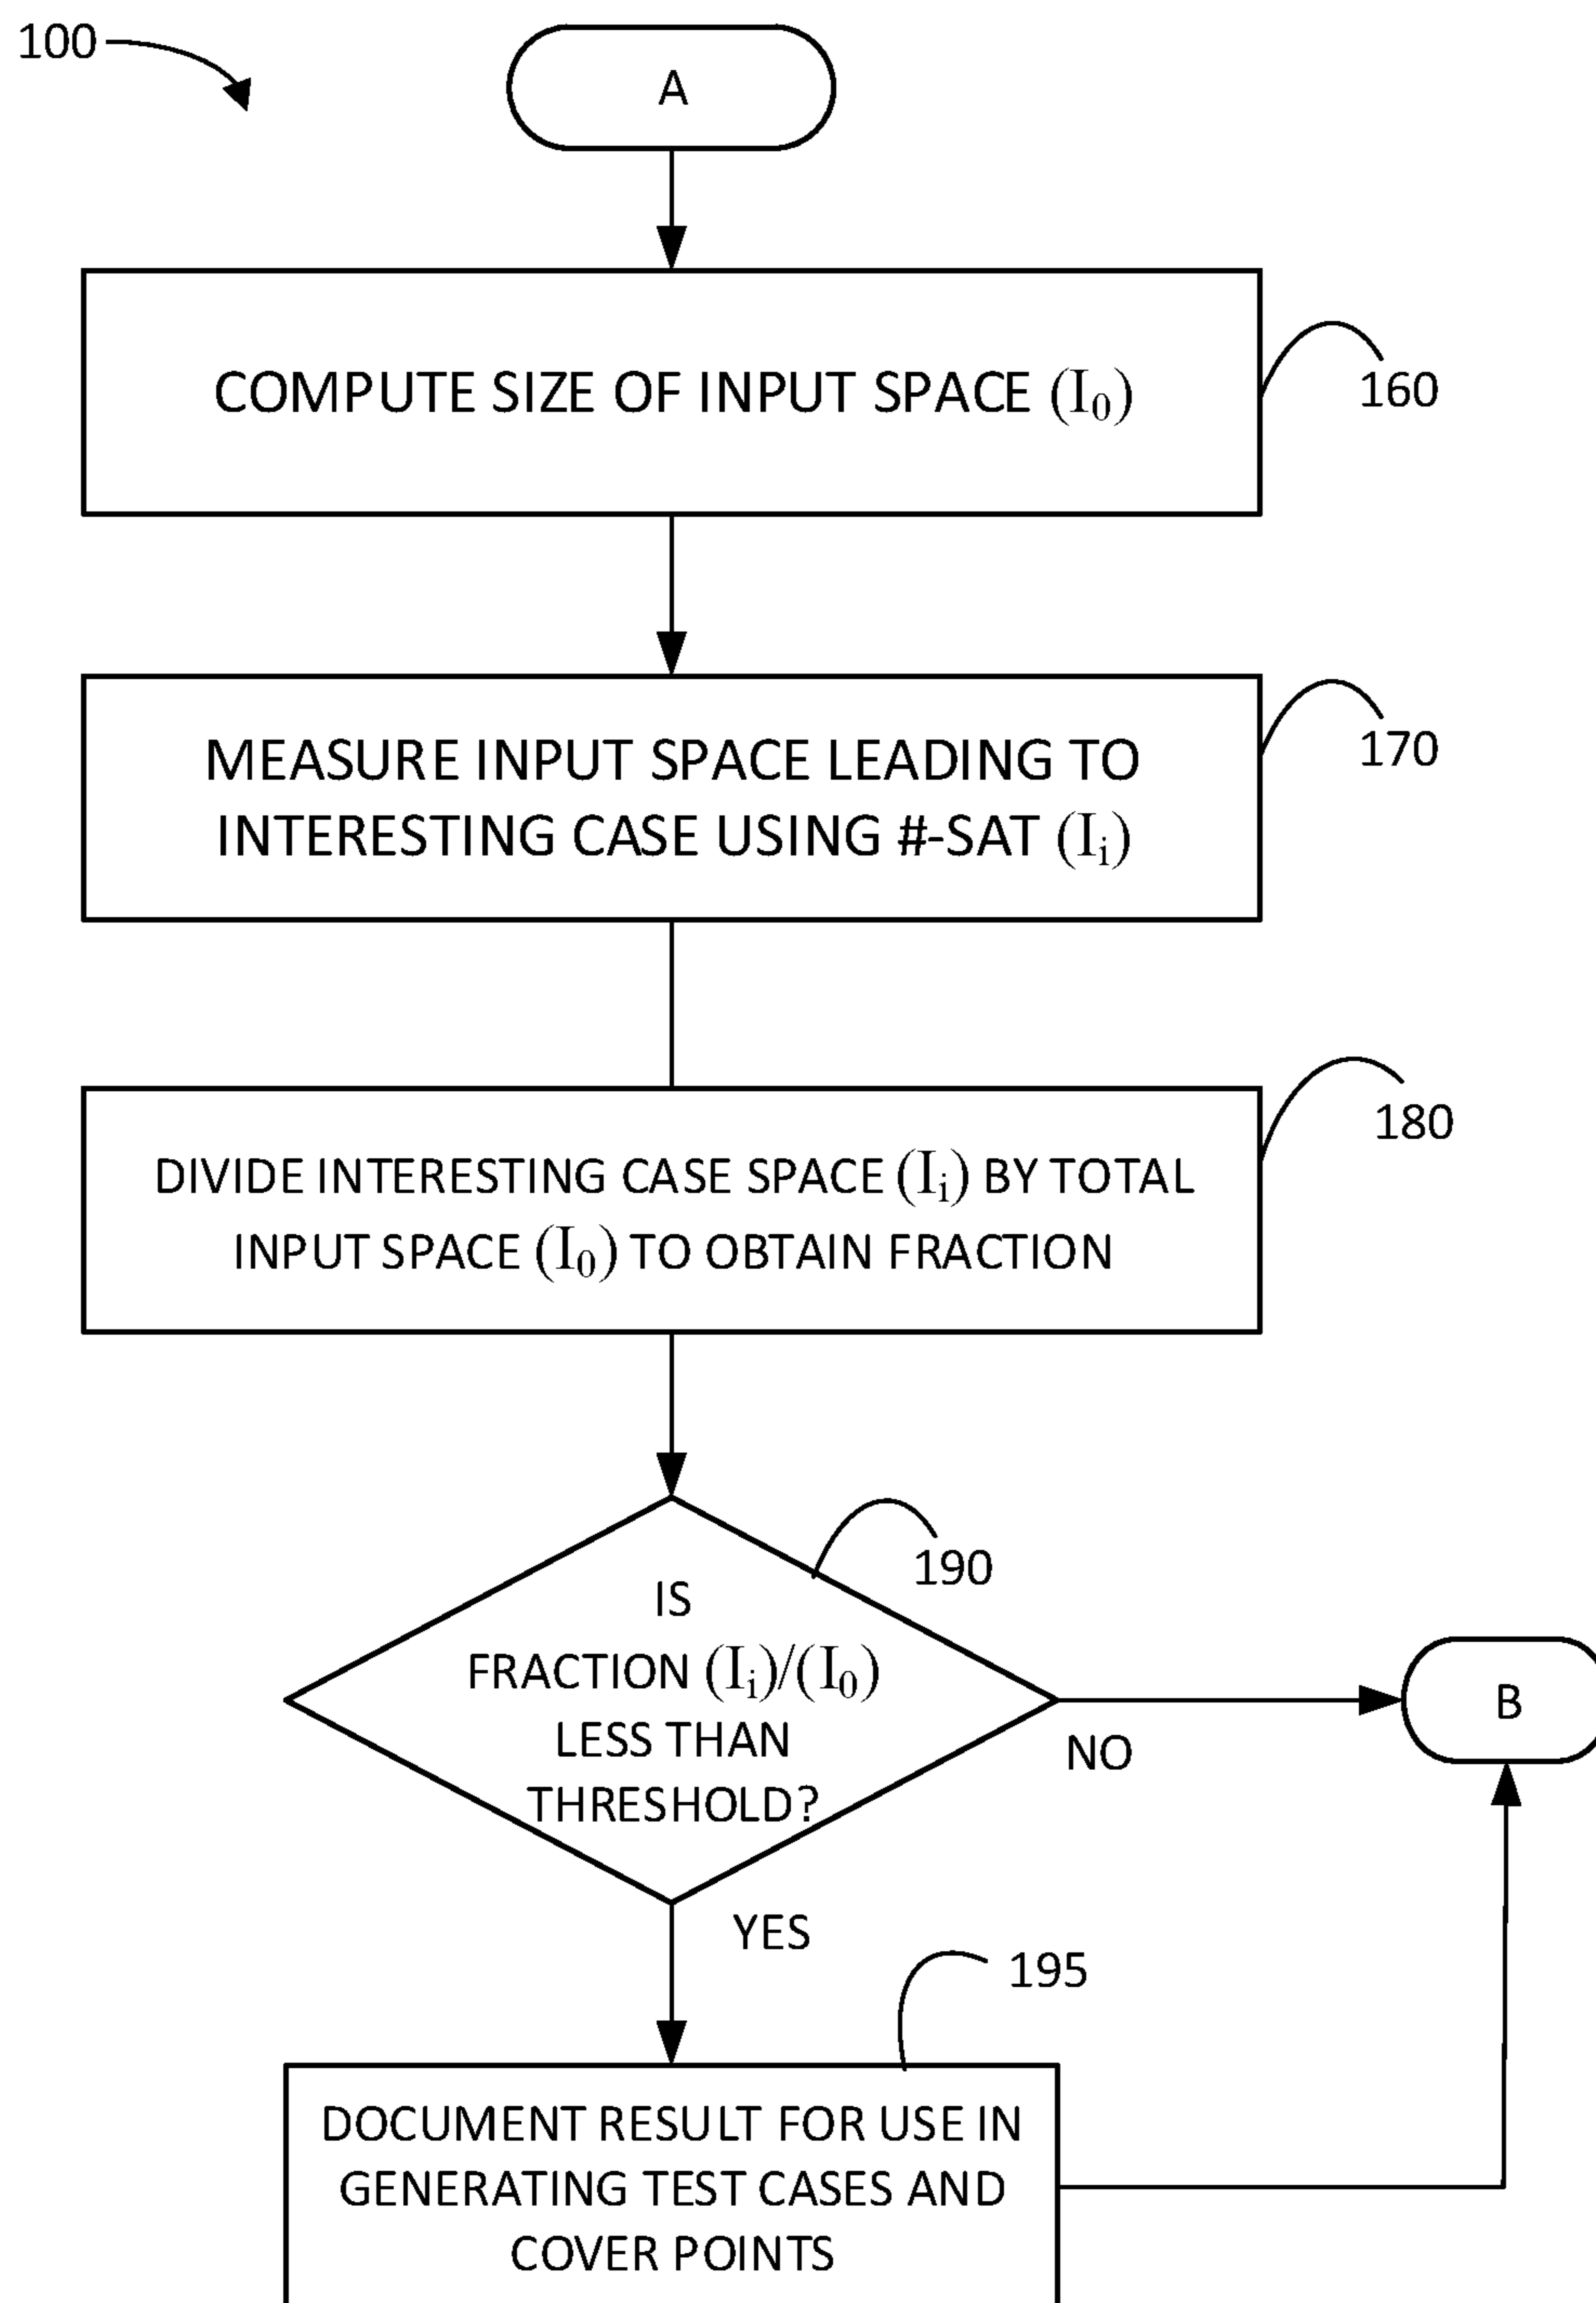 100
A
COMPUTE SIZE OF INPUT SPACE (I₀)
160
MEASURE INPUT SPACE LEADING TO
INTERESTING CASE USING #-SAT (Iᵢ)
170
DIVIDE INTERESTING CASE SPACE (Iᵢ) BY TOTAL
INPUT SPACE (I₀) TO OBTAIN FRACTION
180
IS
FRACTION (Iᵢ)/(I₀)
LESS THAN
THRESHOLD?
190
NO
B
YES
195
DOCUMENT RESULT FOR USE IN
GENERATING TEST CASES AND
COVER POINTS